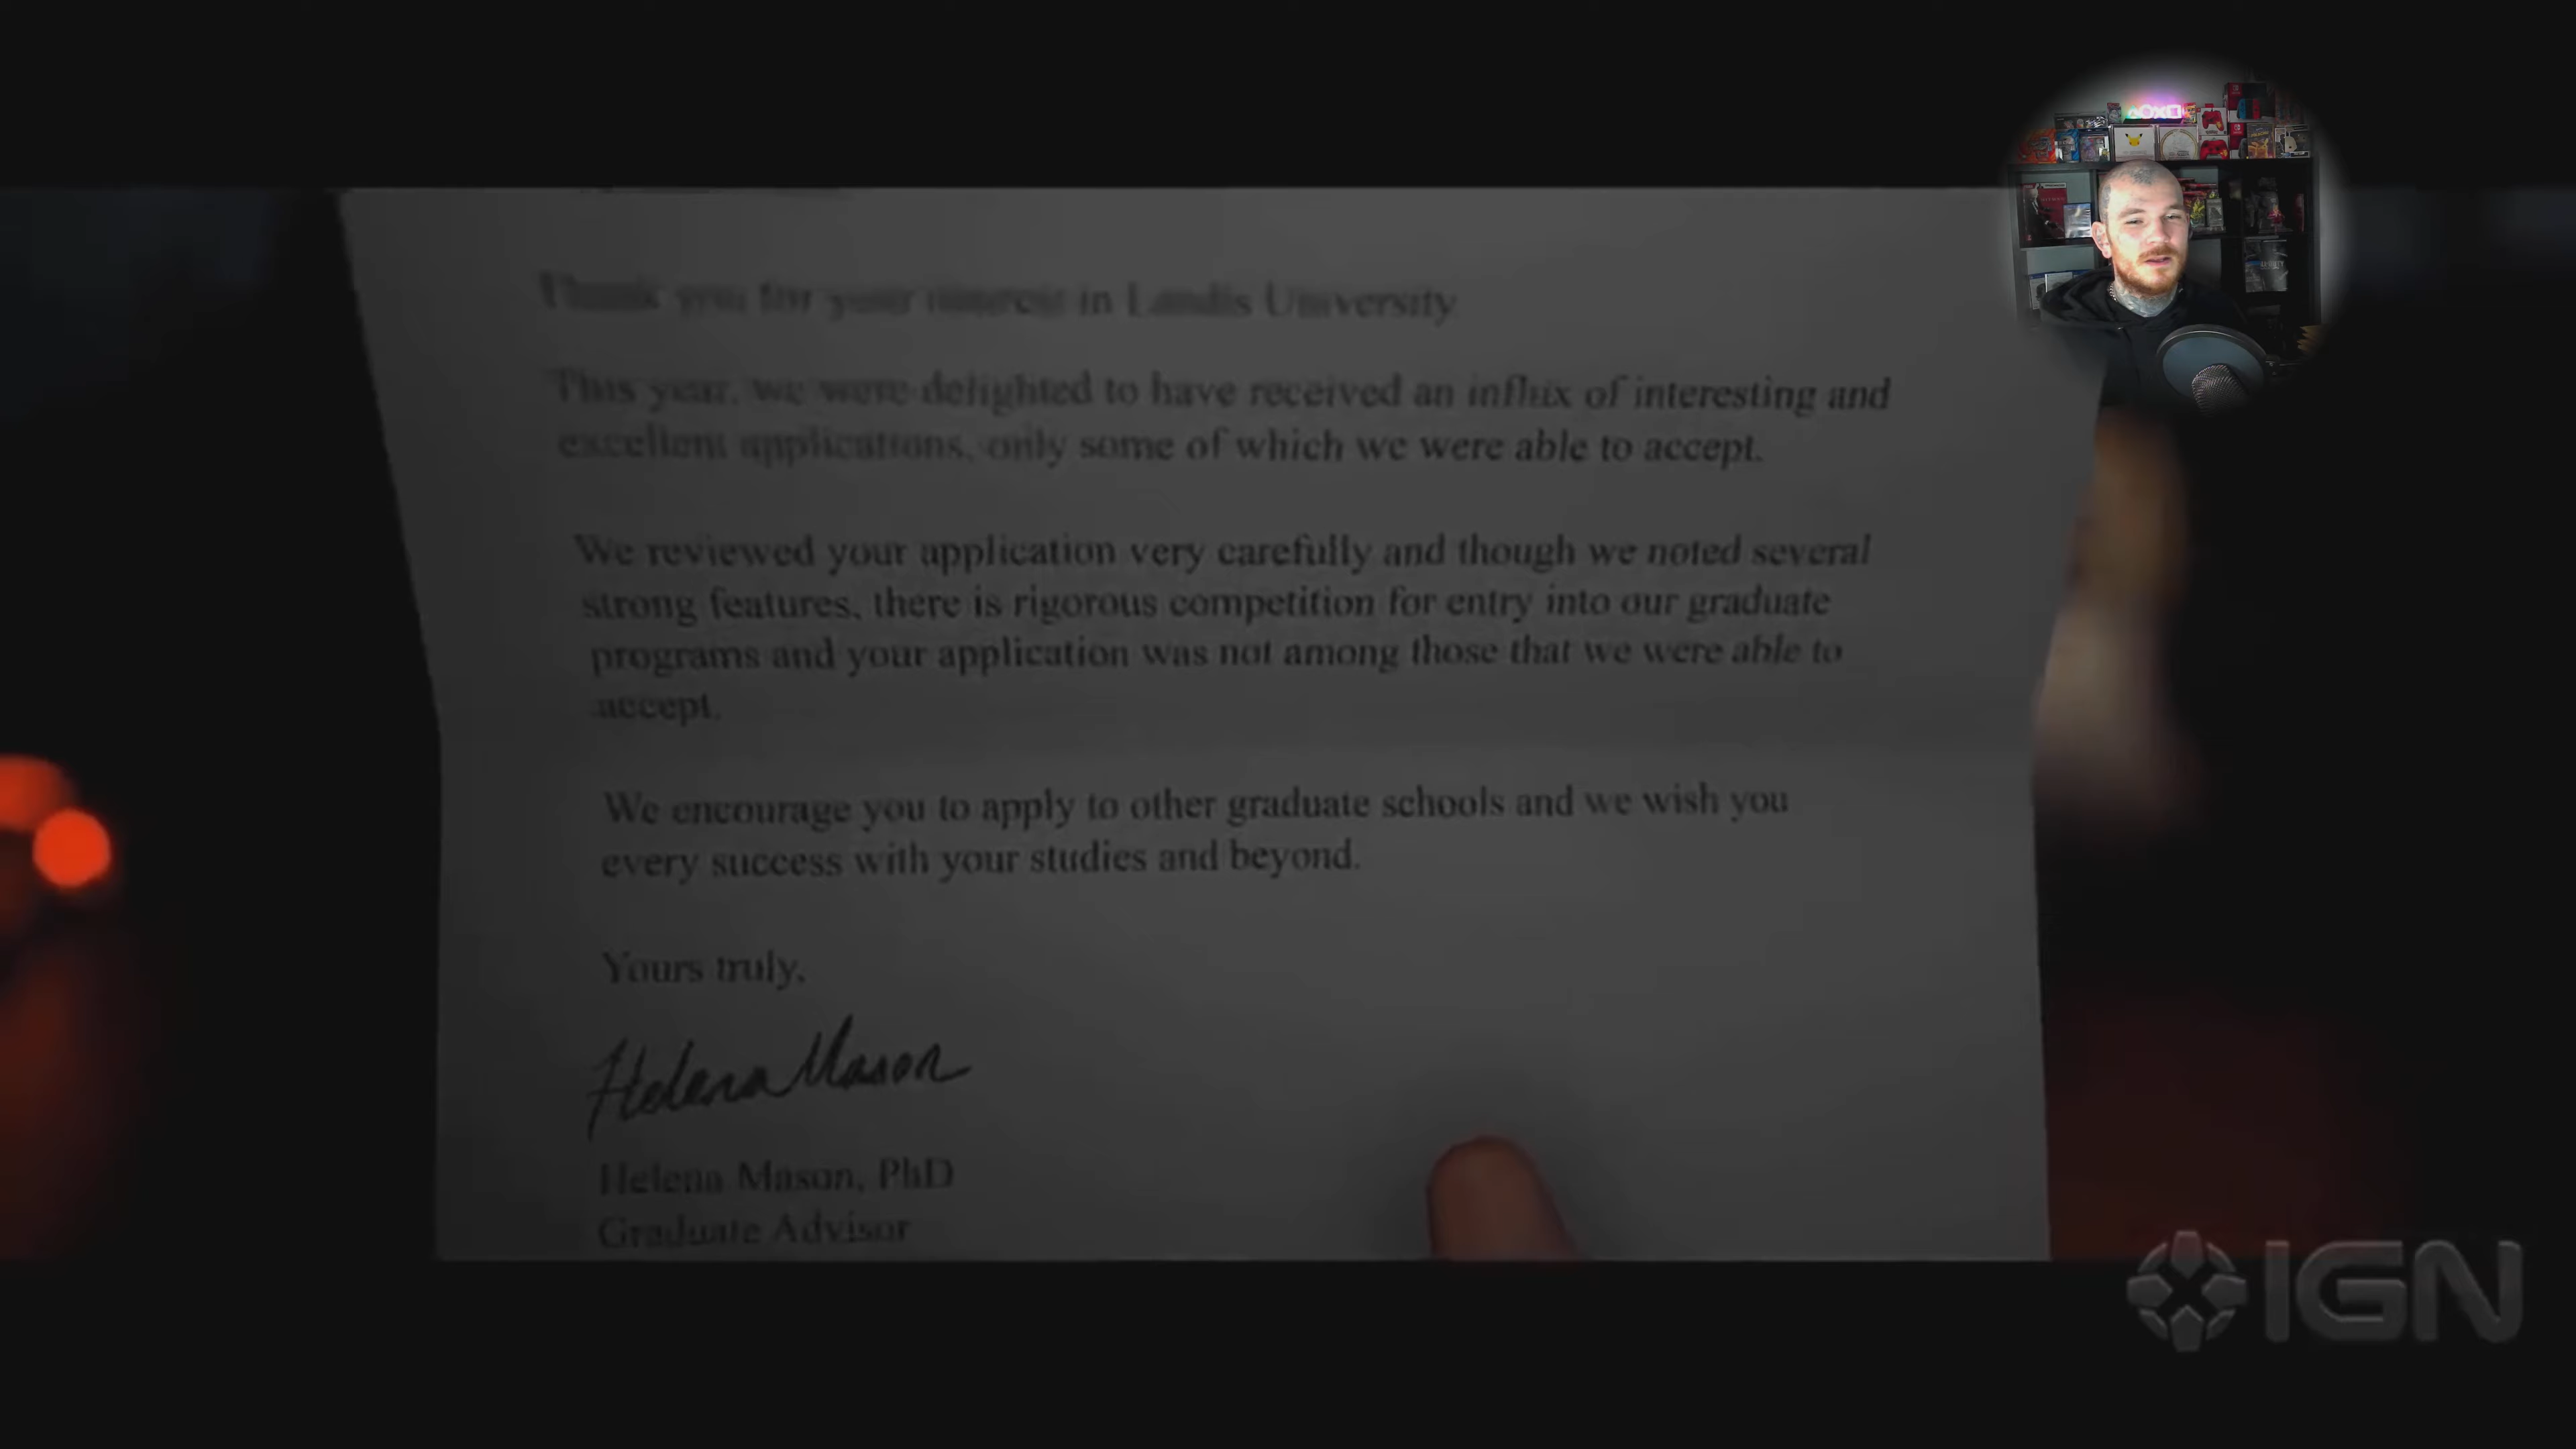 Thank you for your interest in Landis University
This year, we were delighted to have received an influx of interesting and
excellent applications, only some of which we were able to accept.
We reviewed your application very carefully and though we noted several
strong features, there is rigorous competition for entry into our graduate
programs and your application was not among those that we were able to
accept.
We encourage you to apply to other graduate schools and we wish you
every success with your studies and beyond.
Yours truly,
Helena Mason
Helena Mason, PhD
Graduate Advisor
IGN